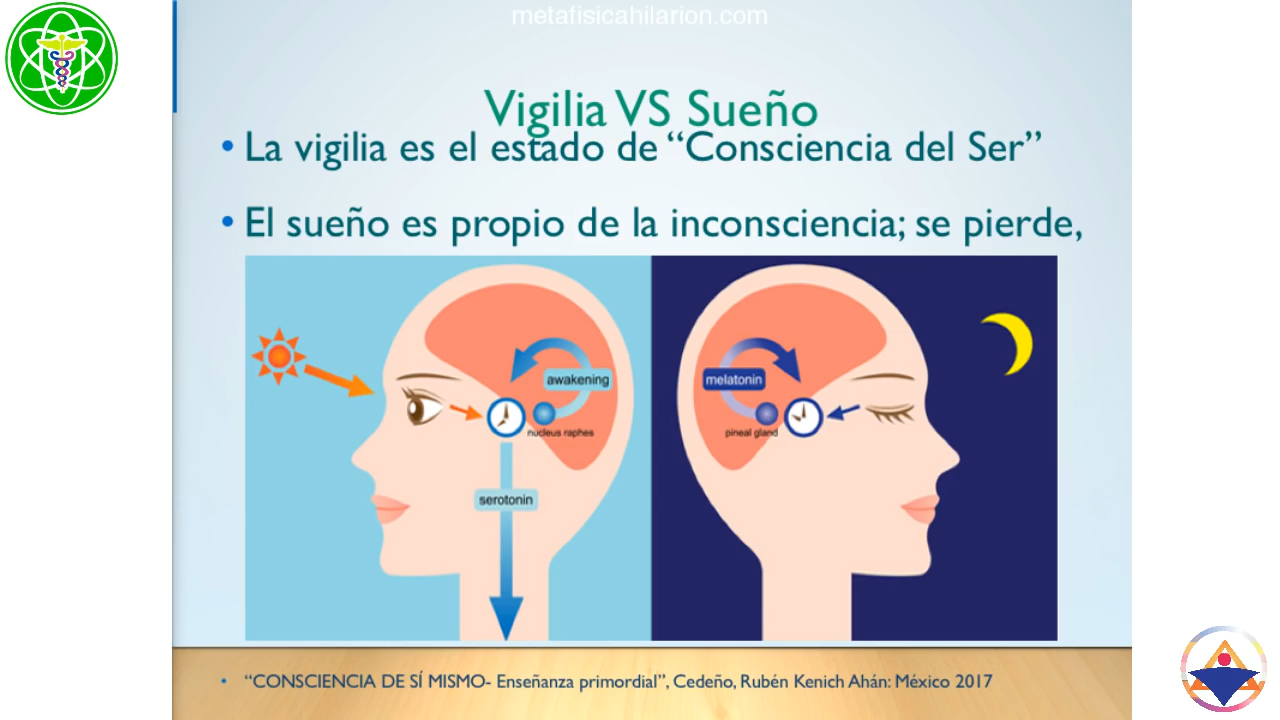 metafisicahilarion.com
Vigilia VS Sueño
• La vigilia es el estado de “Consciencia del Ser”
• El sueño es propio de la inconsciencia; se pierde,
awakening
nucleus raphes
serotonin
melatonin
pineal gland
• “CONSCIENCIA DE SÍ MISMO- Enseñanza primordial”, Cedeño, Rubén Kenich Ahán: México 2017